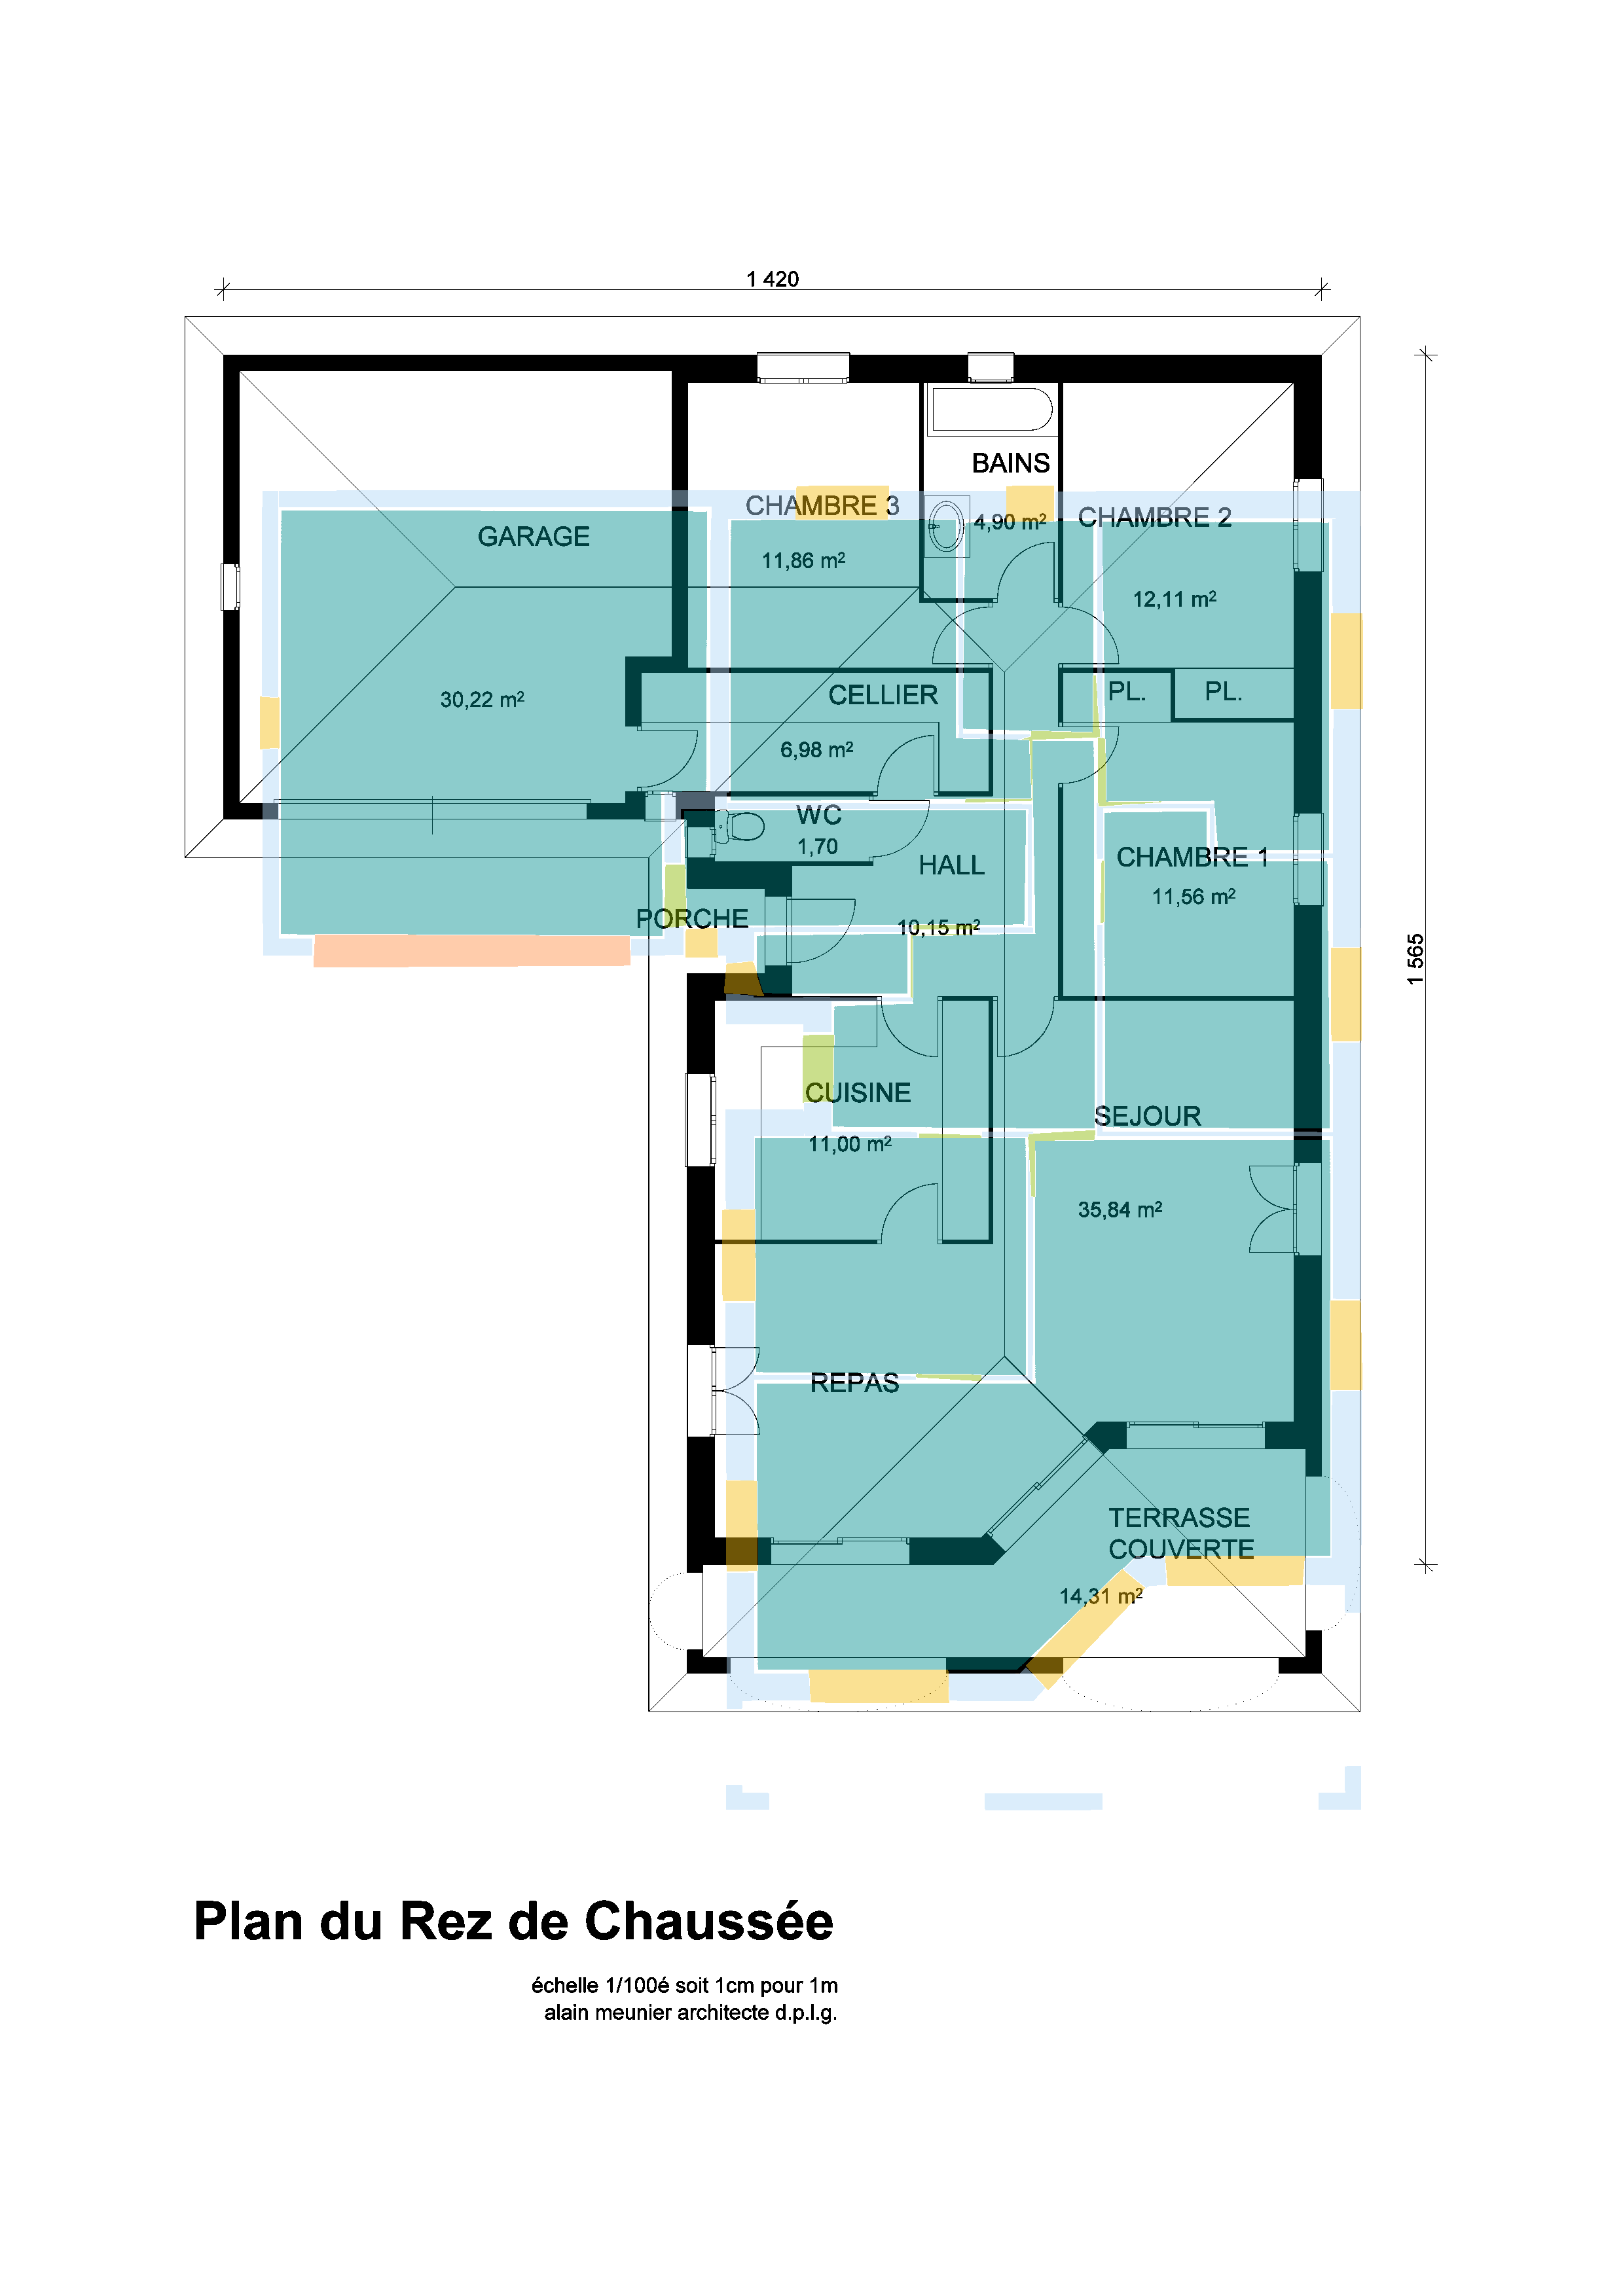 1 420
BAINS
4,90 m²
CHAMBRE 3
11,86 m²
CHAMBRE 2
12,11 m²
GARAGE
30,22 m²
CELLIER
6,98 m²
PL.
PL.
WC
1,70
HALL
10,15 m²
CHAMBRE 1
11,56 m²
PORCHE
1 565
CUISINE
11,00 m²
SEJOUR
35,84 m²
REPAS
TERRASSE
COUVERTE
14,31 m²
Plan du Rez de Chaussée
échelle 1/100é soit 1cm pour 1m
alain meunier architecte d.p.l.g.